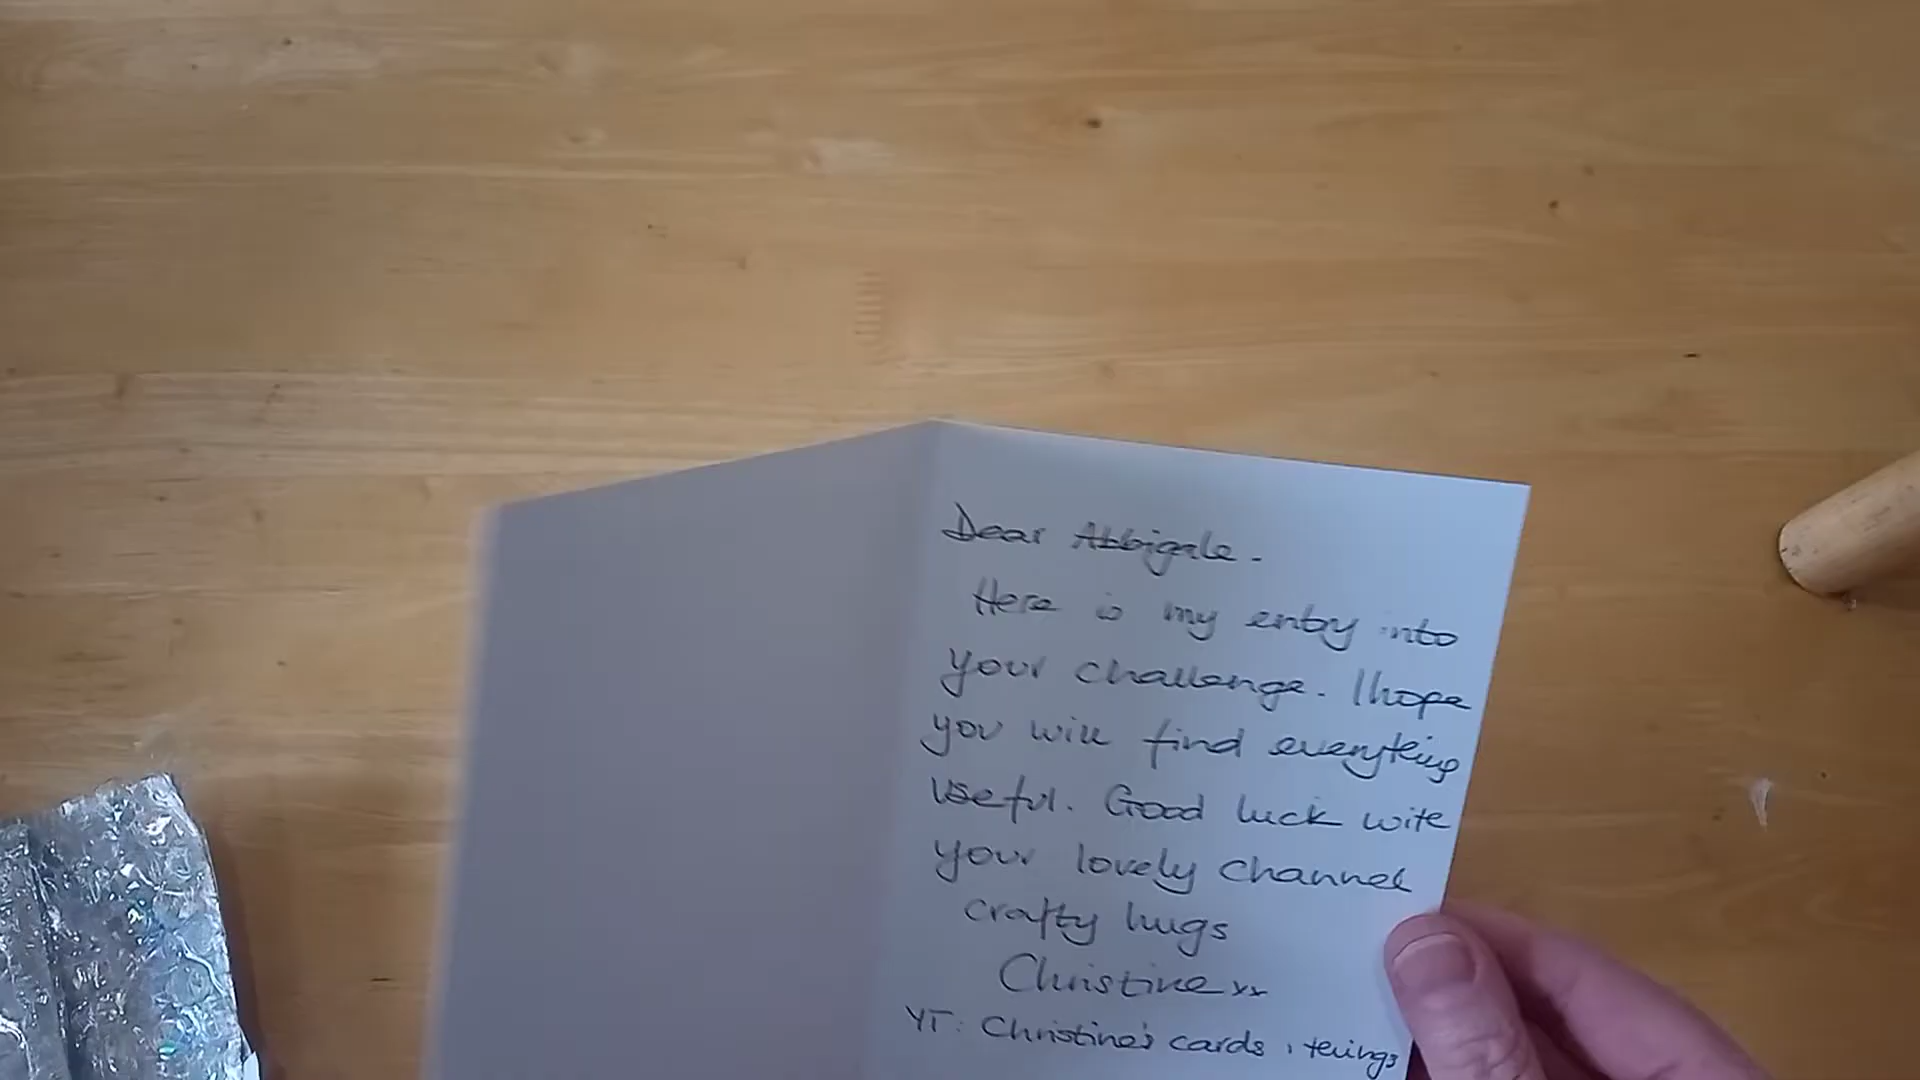 Dear Abbigale.
Here is my entry into
your challenge. I hope
you will find everything
useful. Good luck with
your lovely channel
crafty hugs
Christine xx
YT: Christine's cards + things